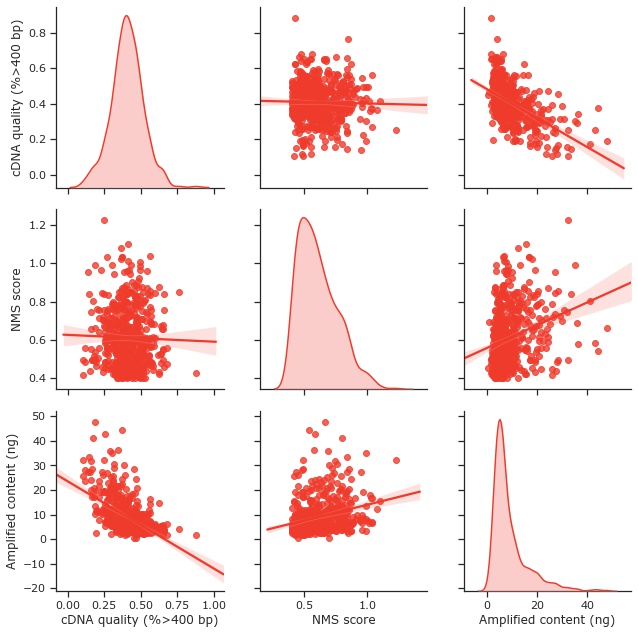 cDNA quality (%>400 bp)
0.8
0.6
0.4
0.2
0.0
NMS score
1.2
1.0
0.8
0.6
0.4
Amplified content (ng)
50
40
30
20
10
0
−10
−20
0.00 0.25 0.50 0.75 1.00
0.5 1.0
0 20 40
cDNA quality (%>400 bp)
NMS score
Amplified content (ng)